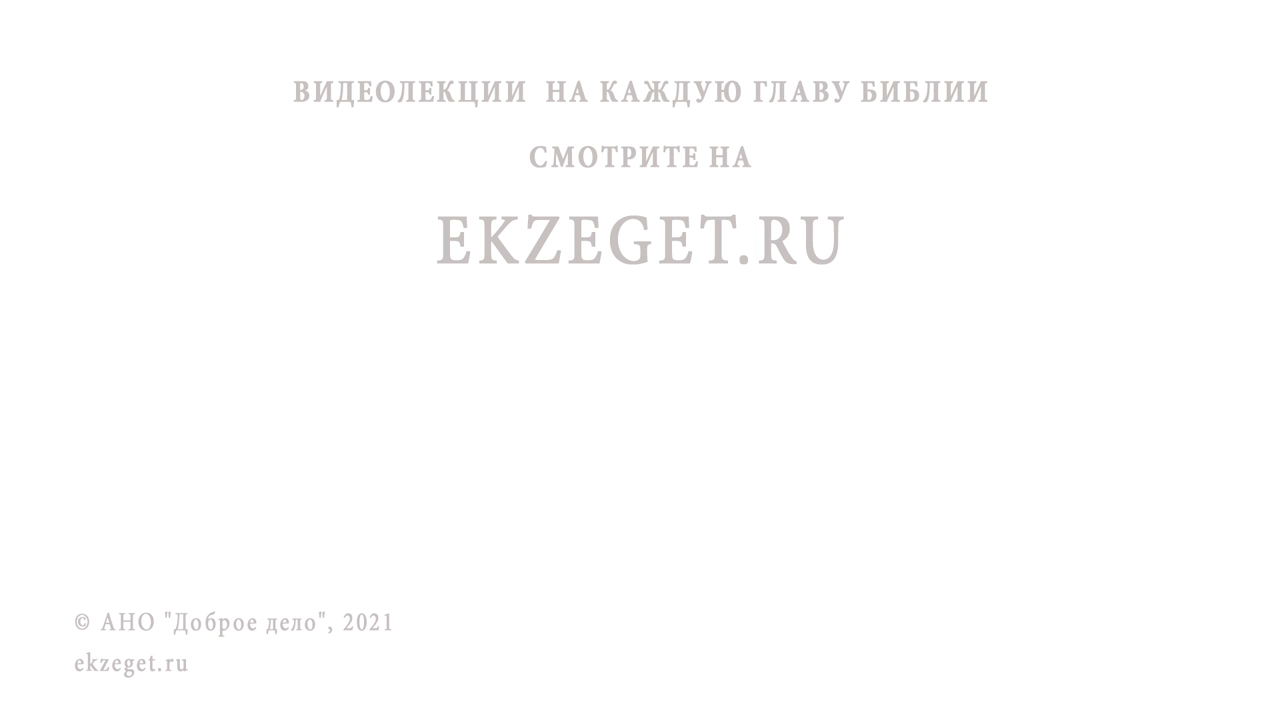 ВИДЕОЛЕКЦИИ НА КАЖДУЮ ГЛАВУ БИБЛИИ
СМОТРИТЕ НА
EKZEGET.RU
© АНО "Доброе дело", 2021
ekzeget.ru